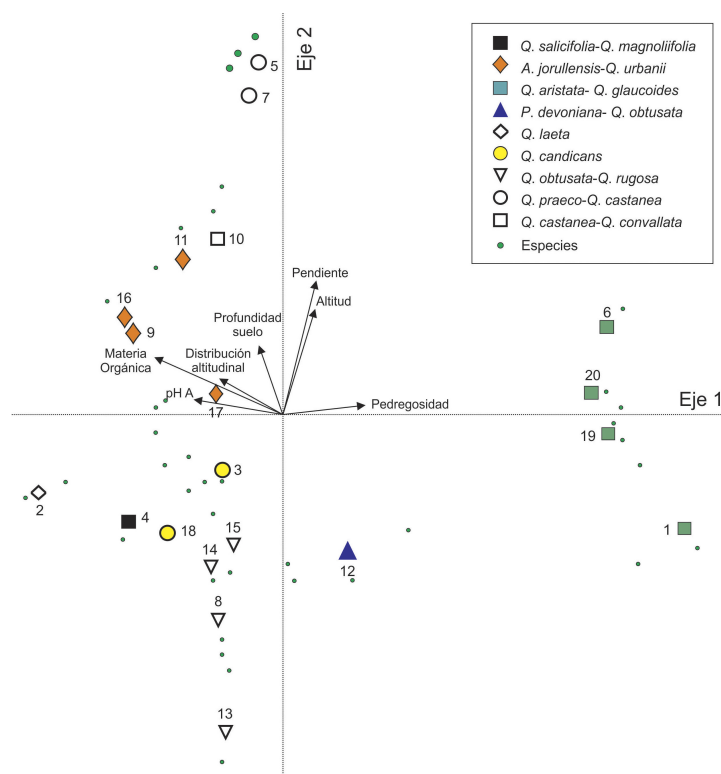 Eje 2
5
7
Q. salicifolia-Q. magnoliifolia
A. jorullensis-Q. urbanii
Q. aristata- Q. glaucoides
P. devoniana- Q. obtusata
Q. laeta
Q. candicans
Q. obtusata-Q. rugosa
Q. praeco-Q. castanea
Q. castanea-Q. convallata
Especies
11
10
16
9
Pendiente
Altitud
Profundidad
suelo
6
Materia
Orgánica
Distribución
altitudinal
pH A
17
Pedregosidad
20
Eje 1
19
3
2
4
18
15
14
12
1
8
13